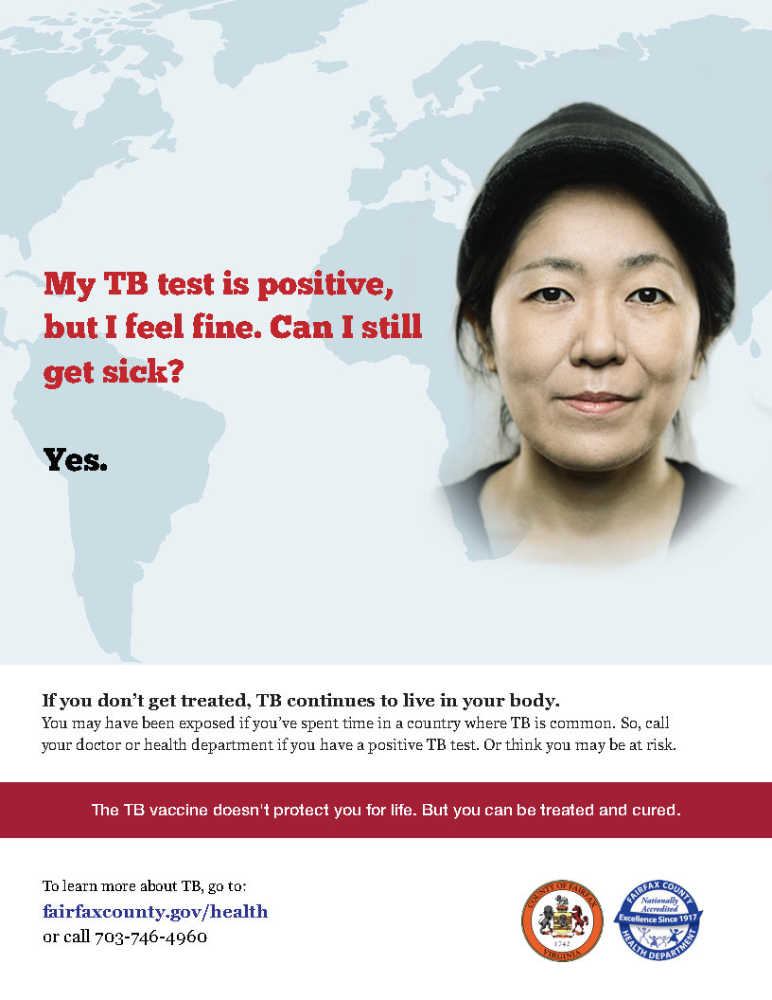 My TB test is positive,
but I feel fine. Can I still
get sick?
Yes.
If you don't get treated, TB continues to live in your body.
You may have been exposed if you've spent time in a country where TB is common. So, call
your doctor or health department if you have a positive TB test. Or think you may be at risk.
The TB vaccine doesn't protect you for life. But you can be treated and cured.
To learn more about TB, go to:
fairfaxcounty.gov/health
or call 703-746-4960
COUNTY OF FAIRFAX
1742
VIRGINIA
FAIRFAX COUNTY
Nationally
Accredited
Excellence Since 1917
HEALTH DEPARTMENT